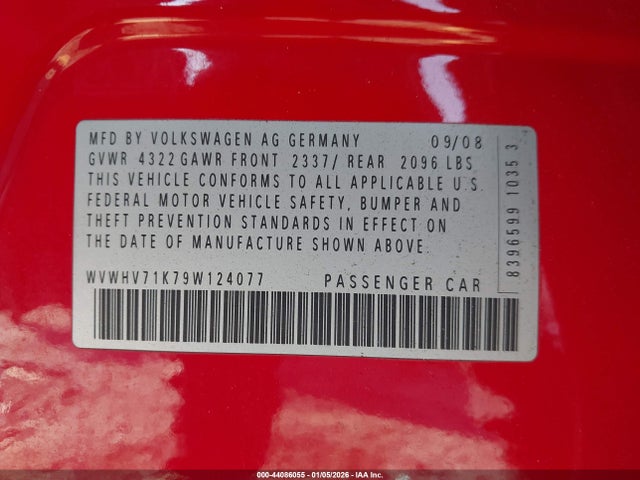 MFD BY VOLKSWAGEN AG GERMANY 09/08
GVWR 4322 GAWR FRONT 2337/ REAR 2096 LBS
THIS VEHICLE CONFORMS TO ALL APPLICABLE U.S.
FEDERAL MOTOR VEHICLE SAFETY, BUMPER AND
THEFT PREVENTION STANDARDS IN EFFECT ON
THE DATE OF MANUFACTURE SHOWN ABOVE.
WVWHV71K79W124077 PASSENGER CAR
8396599 1035 3
000-44086055 | 01/05/2026 | IAA Inc.